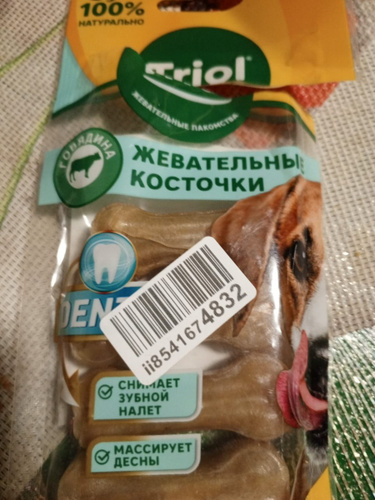 100%
НАТУРАЛЬНО
Triol
ЖЕВАТЕЛЬНЫЕ ЛАКОМСТВА
ГОВЯДИНА
ЖЕВАТЕЛЬНЫЕ
КОСТОЧКИ
DENT
ii8541674832
СНИМАЕТ
ЗУБНОЙ
НАЛЕТ
МАССИРУЕТ
ДЕСНЫ